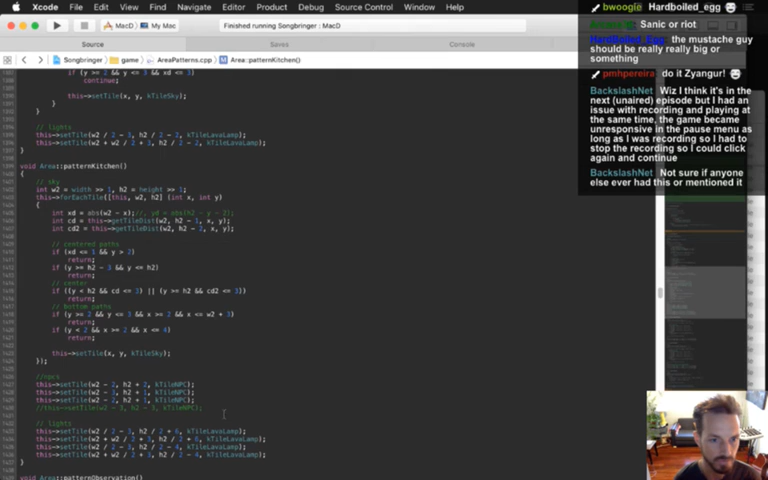 Xcode File Edit View Find Navigate Editor Product Debug Source Control Window Help
MacD My Mac
Finished running Songbringer : MacD
Source Saves Console
Songbringer game AreaPatterns.cpp Area::patternKitchen()
if (y >= 2 && y <= 3 && xd <= 3)
continue;
this->setTile(x, y, kTileSky);
}
}
// lights
this->setTile(w2 / 2 - 3, h2 / 2 - 2, kTileLavaLamp);
this->setTile(w2 + w2 / 2 + 3, h2 / 2 - 2, kTileLavaLamp);
}
void Area::patternKitchen()
{
// sky
int w2 = width >> 1, h2 = height >> 1;
this->forEachTile([this, w2, h2] (int x, int y)
{
int xd = abs(w2 - x);//, yd = abs(h2 - y - 2);
int cd = this->getTileDist(w2, h2 - 1, x, y);
int cd2 = this->getTileDist(w2, h2 - 2, x, y);
// centered paths
if (xd <= 1 && y > 2)
return;
if (y >= h2 - 3 && y <= h2)
return;
// center
if ((y < h2 && cd <= 3) || (y >= h2 && cd2 <= 3))
return;
// bottom paths
if (y >= 2 && y <= 3 && x >= 2 && x <= w2 + 3)
return;
if (y < 2 && x >= 2 && x <= 4)
return;
this->setTile(x, y, kTileSky);
});
//npcs
this->setTile(w2 - 2, h2 + 2, kTileNPC);
this->setTile(w2 - 3, h2 + 1, kTileNPC);
this->setTile(w2 - 2, h2 + 1, kTileNPC);
//this->setTile(w2 - 3, h2 - 3, kTileNPC);
// lights
this->setTile(w2 / 2 - 3, h2 / 2 + 6, kTileLavaLamp);
this->setTile(w2 + w2 / 2 + 3, h2 / 2 + 6, kTileLavaLamp);
this->setTile(w2 / 2 - 3, h2 / 2 - 4, kTileLavaLamp);
this->setTile(w2 + w2 / 2 + 3, h2 / 2 - 4, kTileLavaLamp);
}
void Area::patternObservation()
bwoogie Hardboiled_egg
Sanic or riot
HardBoiled_Egg: the mustache guy
should be really really big or
something
pmhpereira do it Zyangur!
BackslashNet Wiz I think it's in the
next (unaired) episode but I had an
issue with recording and playing at
the same time, the game became
unresponsive in the pause menu as
long as I was recording so I had to
stop the recording so I could click
again and continue
BackslashNet Not sure if anyone
else ever had this or mentioned it